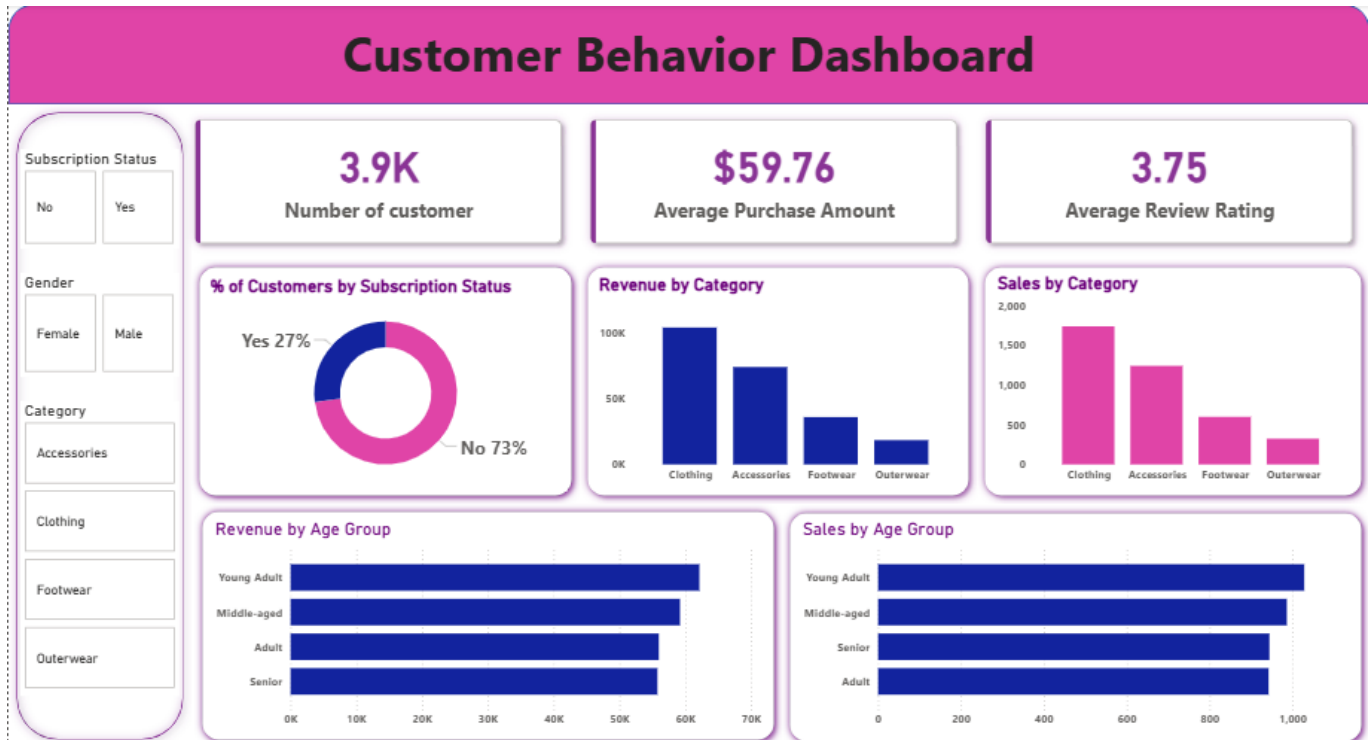 Customer Behavior Dashboard
Subscription Status
No Yes
Gender
Female Male
Category
Accessories
Clothing
Footwear
Outerwear
3.9K
Number of customer
$59.76
Average Purchase Amount
3.75
Average Review Rating
% of Customers by Subscription Status
Yes 27%
No 73%
Revenue by Category
100K
50K
0K
Clothing Accessories Footwear Outerwear
Sales by Category
2,000
1,500
1,000
500
0
Clothing Accessories Footwear Outerwear
Revenue by Age Group
Young Adult
Middle-aged
Adult
Senior
0K 10K 20K 30K 40K 50K 60K 70K
Sales by Age Group
Young Adult
Middle-aged
Senior
Adult
0 200 400 600 800 1,000